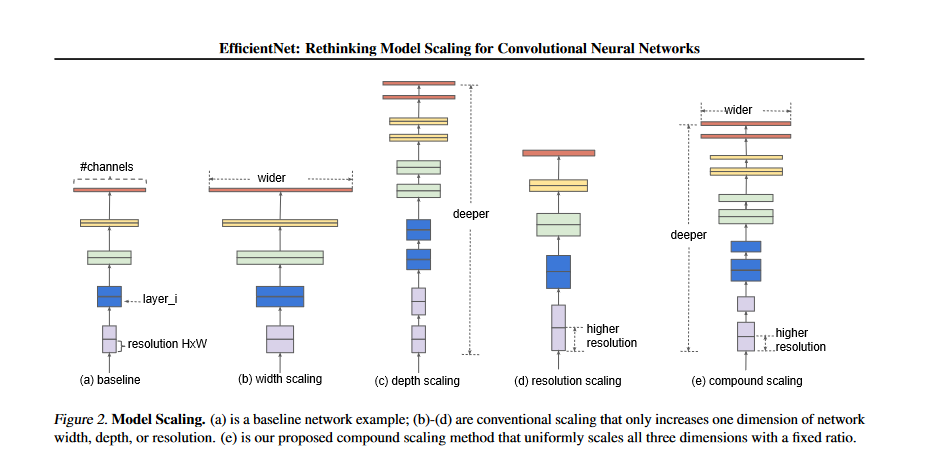 EfficientNet: Rethinking Model Scaling for Convolutional Neural Networks
#channels
layer_i
resolution HxW
(a) baseline
wider
(b) width scaling
deeper
(c) depth scaling
higher
resolution
(d) resolution scaling
wider
deeper
higher
resolution
(e) compound scaling
Figure 2. Model Scaling. (a) is a baseline network example; (b)-(d) are conventional scaling that only increases one dimension of network
width, depth, or resolution. (e) is our proposed compound scaling method that uniformly scales all three dimensions with a fixed ratio.